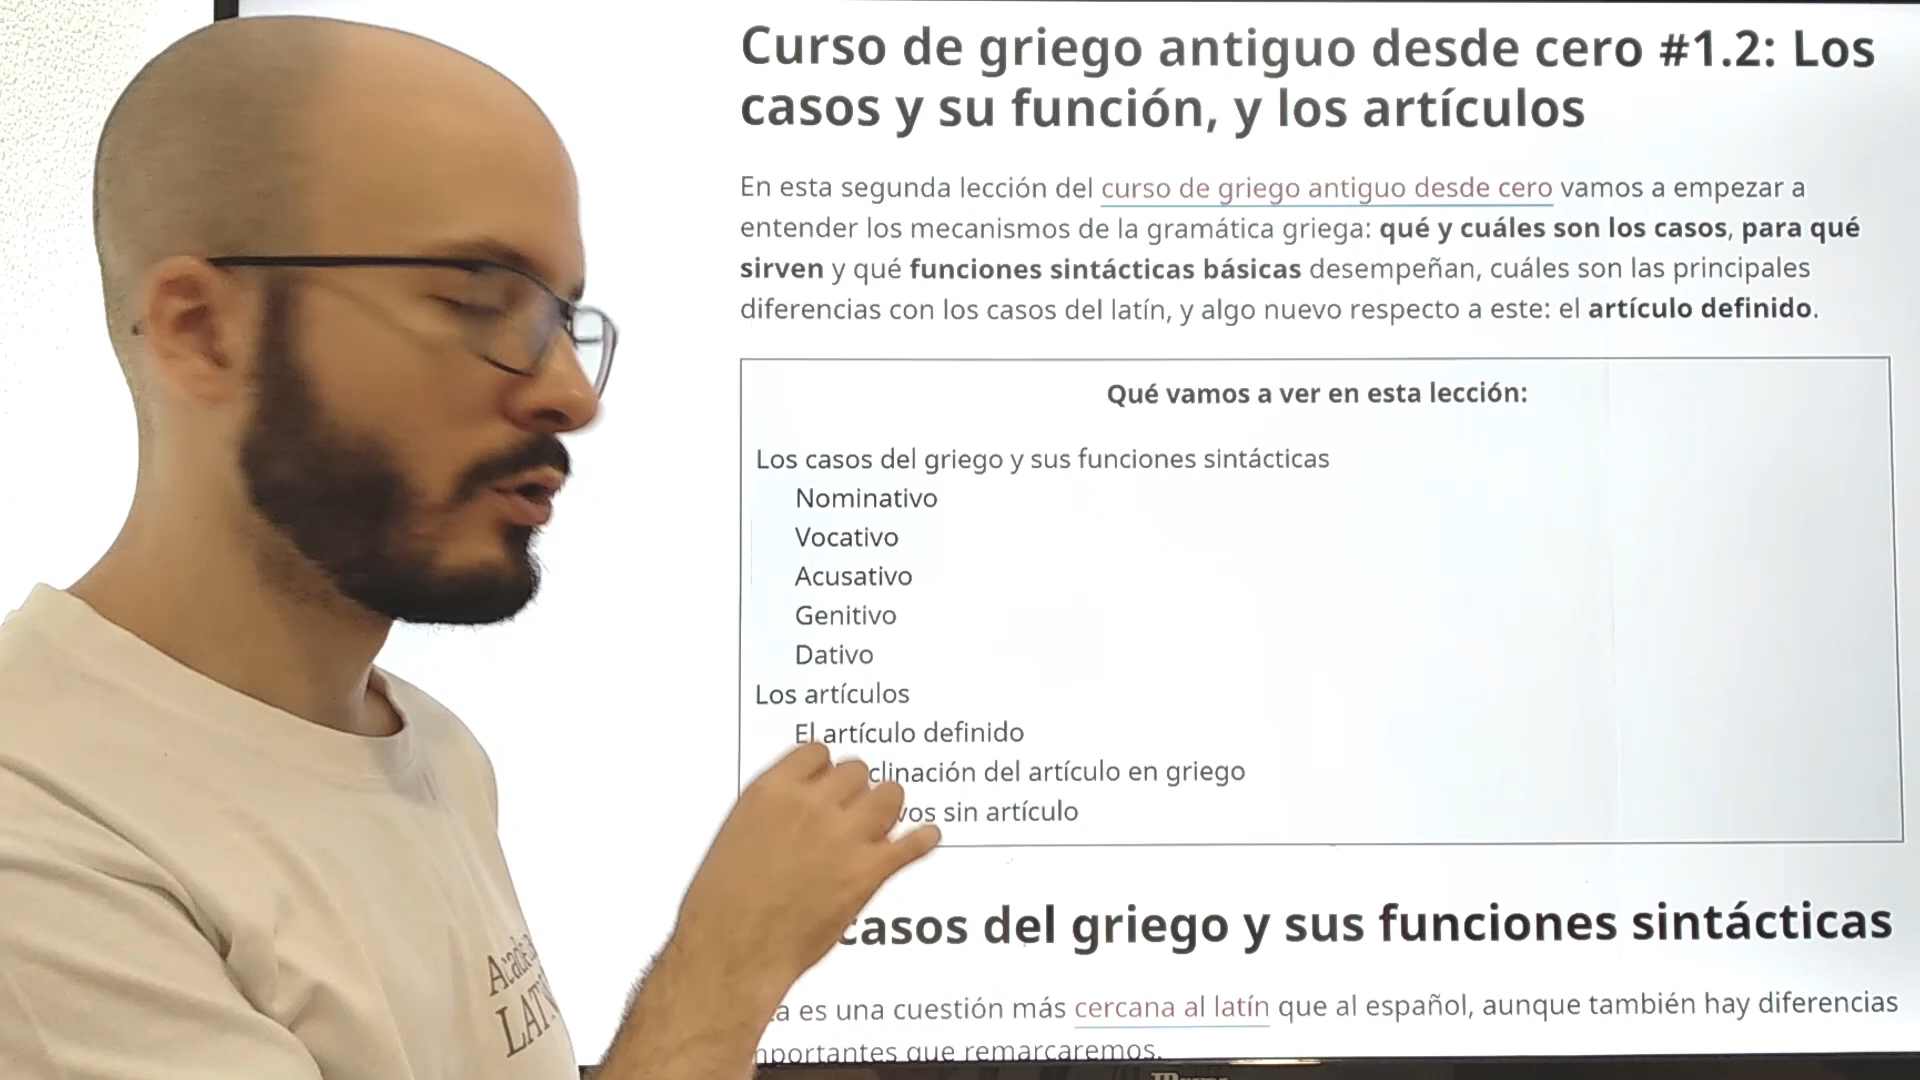 Curso de griego antiguo desde cero #1.2: Los
casos y su función, y los artículos
En esta segunda lección del curso de griego antiguo desde cero vamos a empezar a
entender los mecanismos de la gramática griega: qué y cuáles son los casos, para qué
sirven y qué funciones sintácticas básicas desempeñan, cuáles son las principales
diferencias con los casos del latín, y algo nuevo respecto a este: el artículo definido.
Qué vamos a ver en esta lección:
Los casos del griego y sus funciones sintácticas
Nominativo
Vocativo
Acusativo
Genitivo
Dativo
Los artículos
El artículo definido
clinación del artículo en griego
vos sin artículo
casos del griego y sus funciones sintácticas
a es una cuestión más cercana al latín que al español, aunque también hay diferencias
mportantes que remarcaremos.